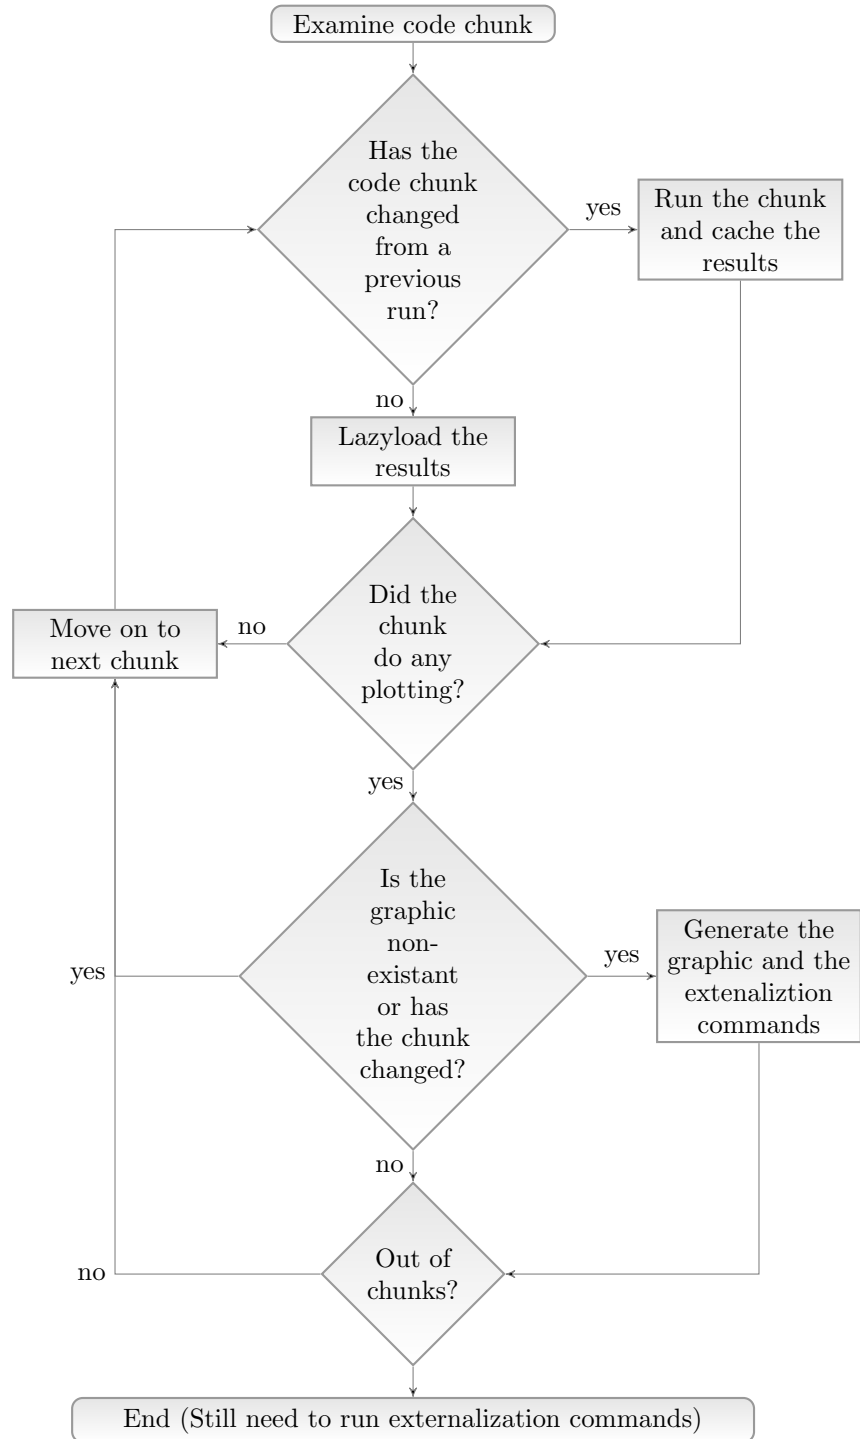 Examine code chunk
Has the
code chunk
changed
from a
previous
run?
yes
Run the chunk
and cache the
results
no
Lazyload the
results
Did the
chunk
do any
plotting?
no
Move on to
next chunk
yes
Is the
graphic
non-
existant
or has
the chunk
changed?
yes
yes
Generate the
graphic and the
extenaliztion
commands
no
Out of
chunks?
no
End (Still need to run externalization commands)